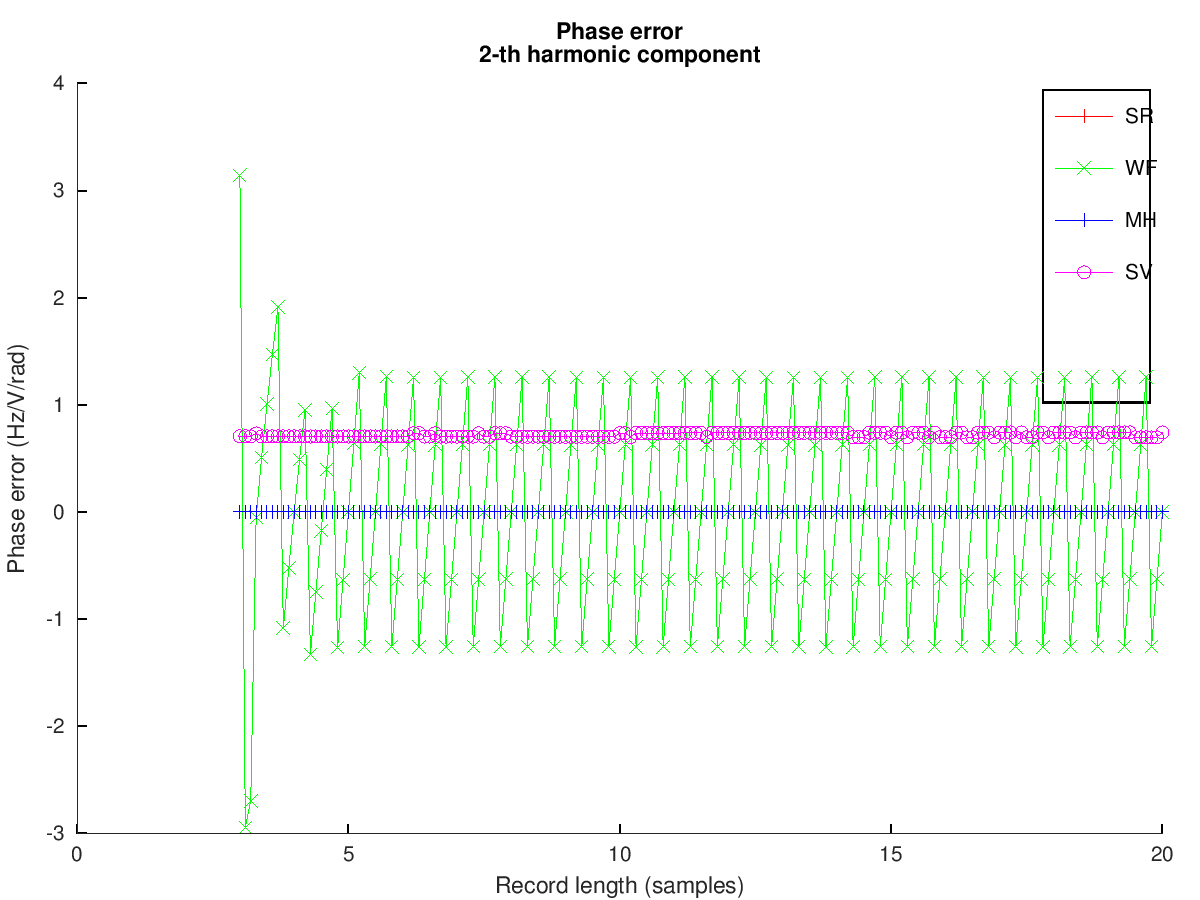 Phase error
2-th harmonic component
4
3
2
1
0
-1
-2
-3
0
5
10
15
20
Phase error (Hz/V/rad)
Record length (samples)
SR
WF
MH
SV